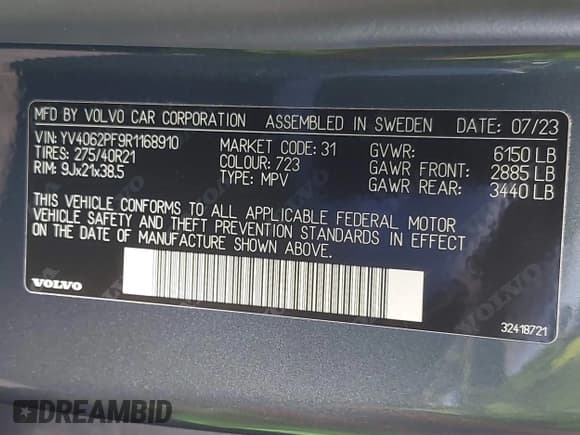 MFD BY VOLVO CAR CORPORATION ASSEMBLED IN SWEDEN DATE: 07/23
VIN: YV4062PF9R1168910 MARKET CODE: 31 GVWR: 6150 LB
TIRES: 275/40R21 COLOUR: 723 GAWR FRONT: 2885 LB
RIM: 9Jx21x38.5 TYPE: MPV GAWR REAR: 3440 LB
THIS VEHICLE CONFORMS TO ALL APPLICABLE FEDERAL MOTOR
VEHICLE SAFETY AND THEFT PREVENTION STANDARDS IN EFFECT
ON THE DATE OF MANUFACTURE SHOWN ABOVE.
VOLVO
32418721
DREAMBID